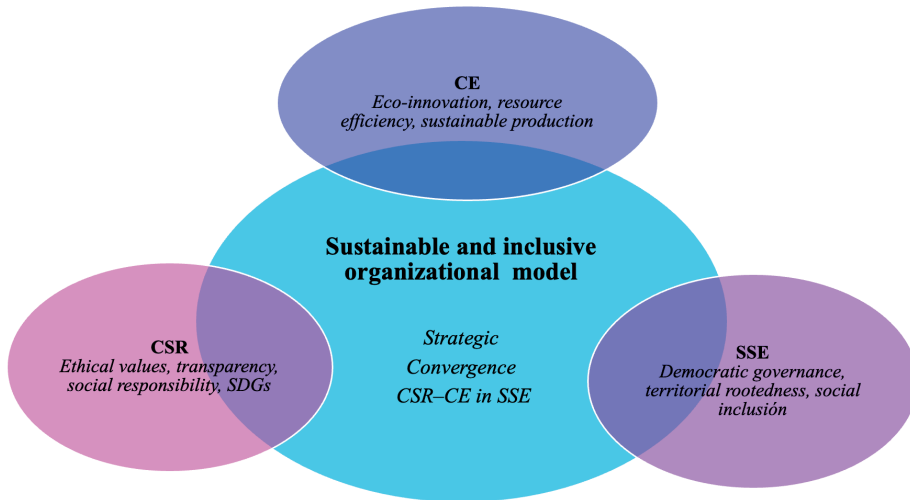 CE
Eco-innovation, resource
efficiency, sustainable production
Sustainable and inclusive
organizational model
Strategic
Convergence
CSR–CE in SSE
CSR
Ethical values, transparency,
social responsibility, SDGs
SSE
Democratic governance,
territorial rootedness, social
inclusión